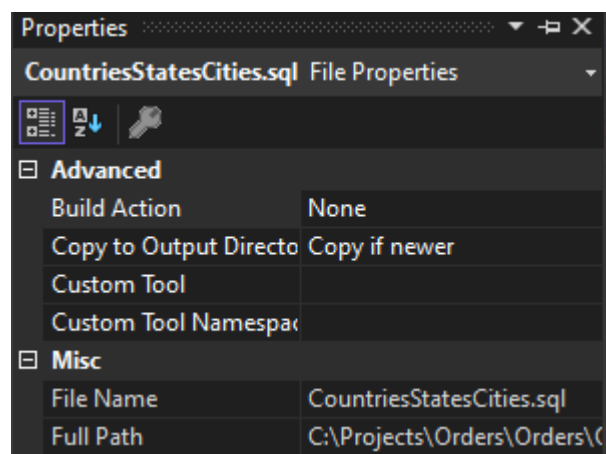 Properties
CountriesStatesCities.sql File Properties
Advanced
Build Action None
Copy to Output Directo Copy if newer
Custom Tool
Custom Tool Namespac
Misc
File Name CountriesStatesCities.sql
Full Path C:\Projects\Orders\Orders\